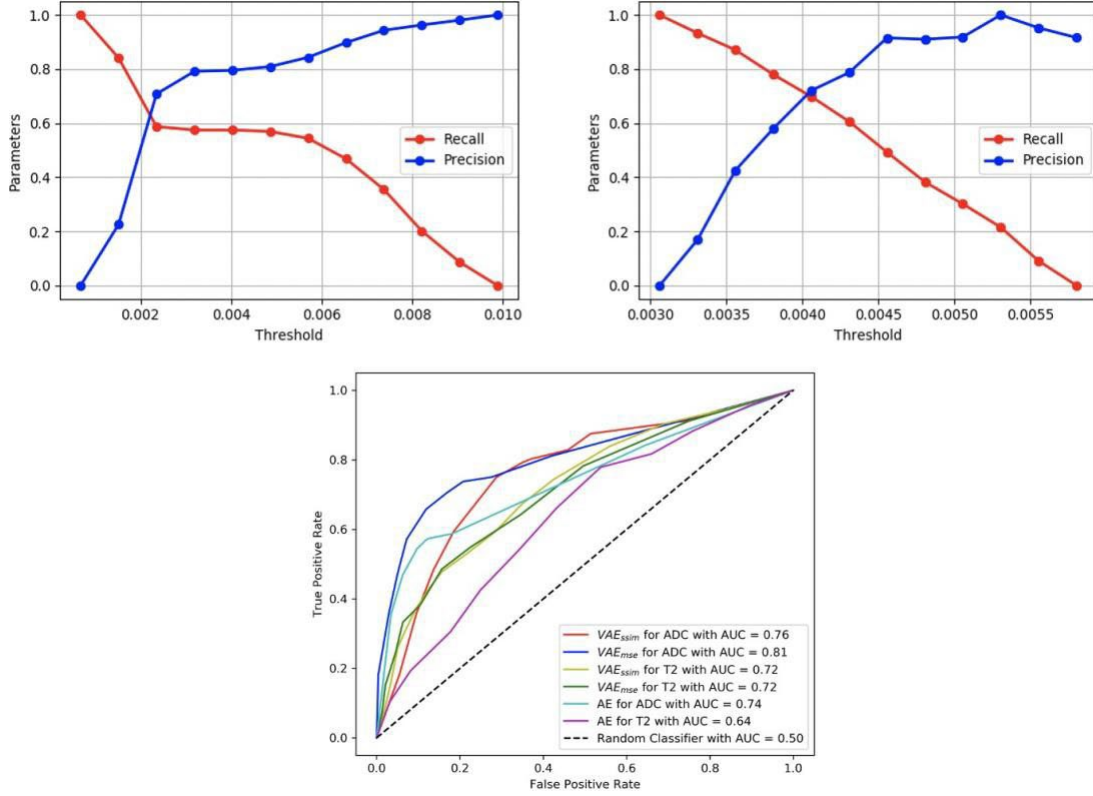 1.0
0.8
0.6
0.4
0.2
0.0
Parameters
Recall
Precision
0.002 0.004 0.006 0.008 0.010
Threshold
1.0
0.8
0.6
0.4
0.2
0.0
Parameters
Recall
Precision
0.0030 0.0035 0.0040 0.0045 0.0050 0.0055
Threshold
1.0
0.8
0.6
0.4
0.2
0.0
True Positive Rate
VAEssim for ADC with AUC = 0.76
VAEmse for ADC with AUC = 0.81
VAEssim for T2 with AUC = 0.72
VAEmse for T2 with AUC = 0.72
AE for ADC with AUC = 0.74
AE for T2 with AUC = 0.64
Random Classifier with AUC = 0.50
0.0 0.2 0.4 0.6 0.8 1.0
False Positive Rate